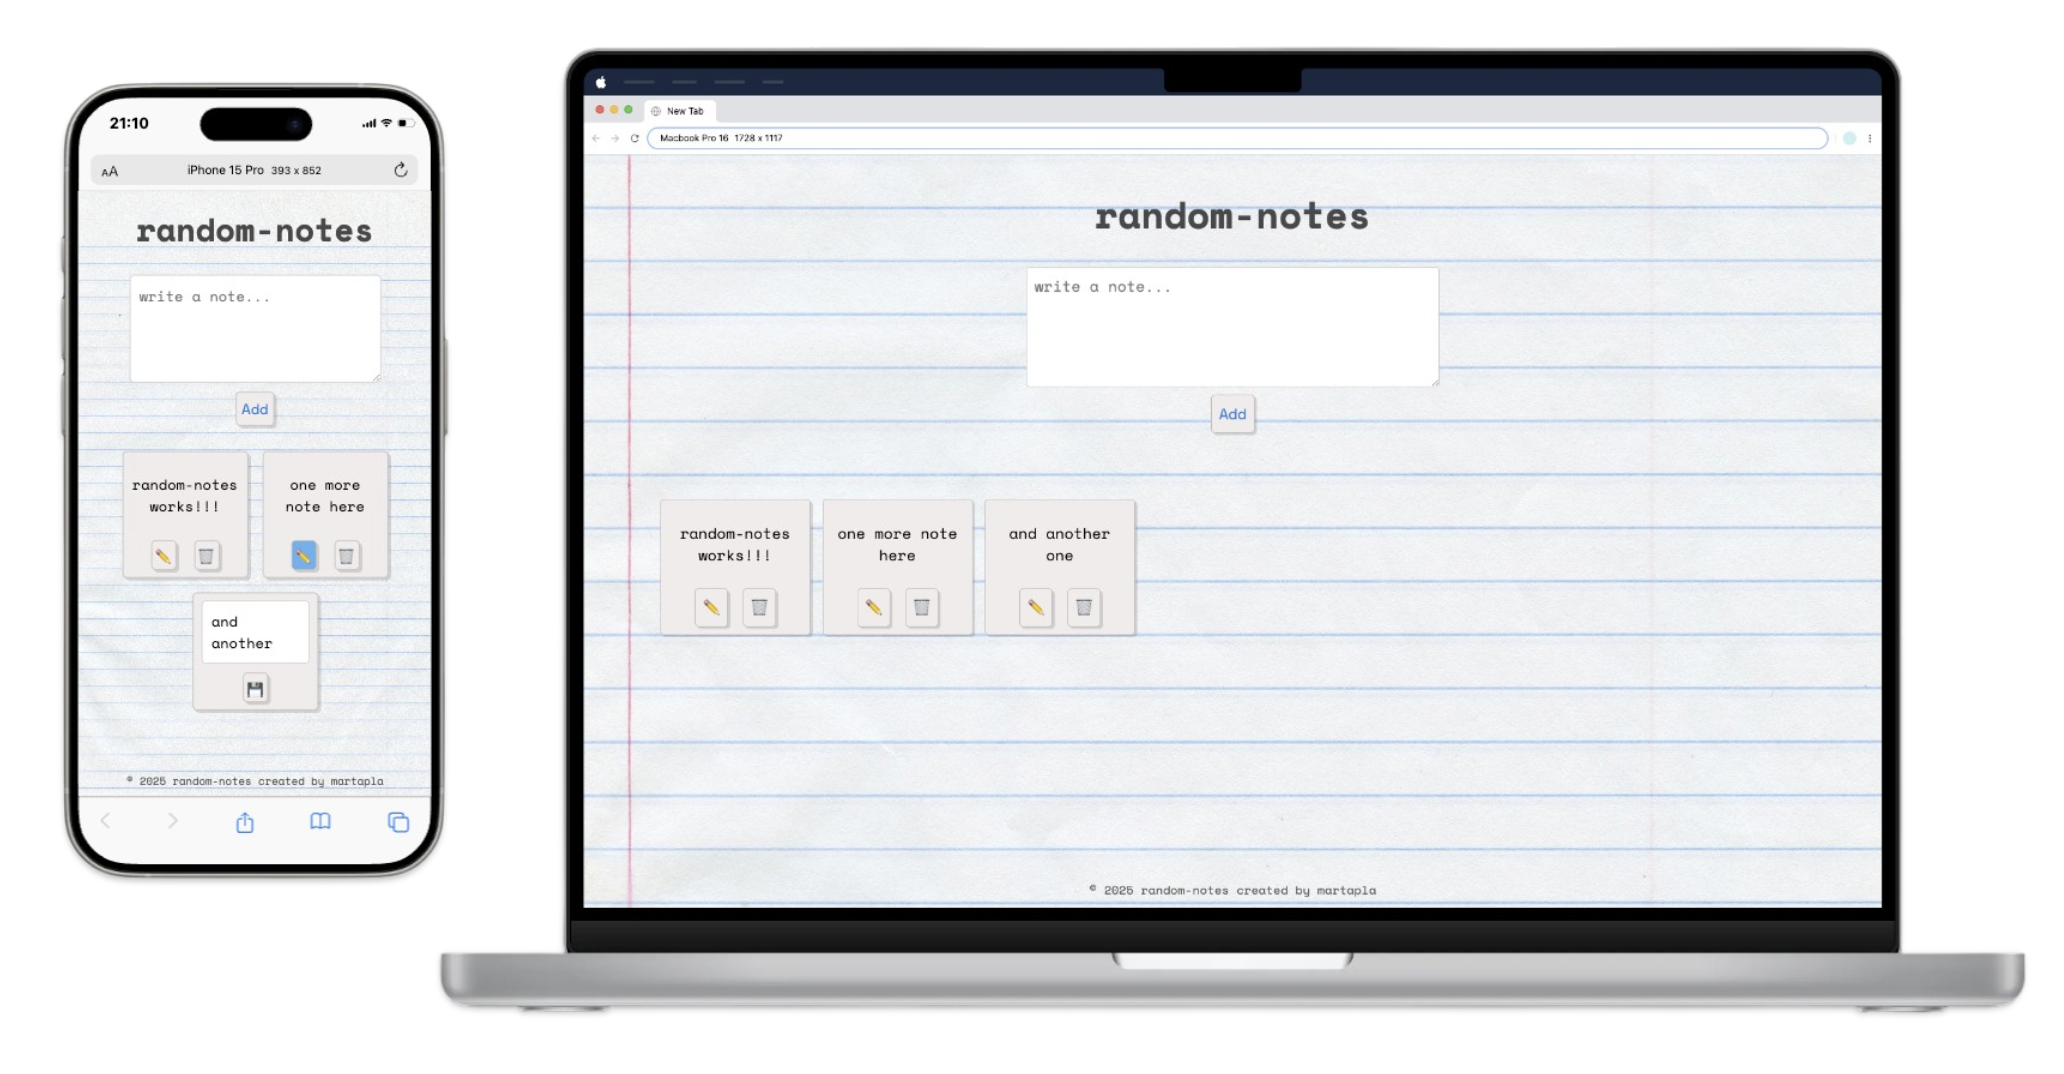 21:10
AA
iPhone 15 Pro 393 x 852
random-notes
write a note...
Add
random-notes
works!!!
one more
note here
and
another
© 2025 random-notes created by martapla
New Tab
Macbook Pro 16 1728 x 1117
random-notes
write a note...
Add
random-notes
works!!!
one more note
here
and another
one
© 2025 random-notes created by martapla